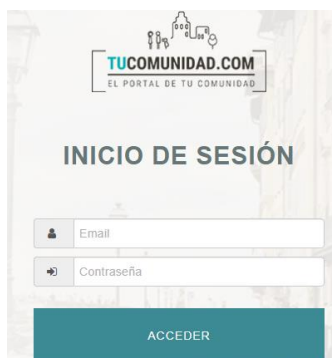 TUCOMUNIDAD.COM
EL PORTAL DE TU COMUNIDAD
INICIO DE SESIÓN
Email
Contraseña
ACCEDER